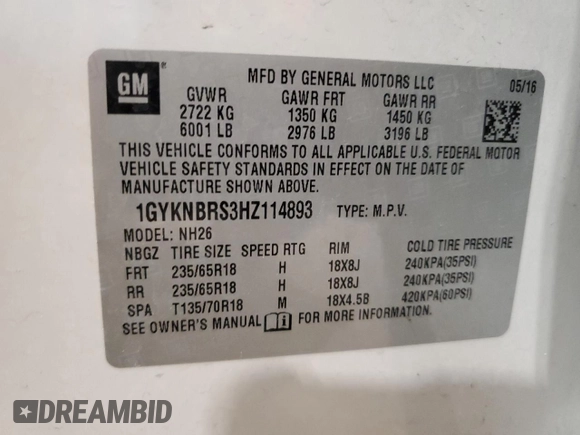 GM
MFD BY GENERAL MOTORS LLC
05/16
GVWR GAWR FRT GAWR RR
2722 KG 1350 KG 1450 KG
6001 LB 2976 LB 3196 LB
THIS VEHICLE CONFORMS TO ALL APPLICABLE U.S. FEDERAL MOTOR
VEHICLE SAFETY STANDARDS IN EFFECT ON THE DATE OF
MANUFACTURE SHOWN ABOVE.
1GYKNBRS3HZ114893 TYPE: M.P.V.
MODEL: NH26
NBGZ TIRE SIZE SPEED RTG RIM COLD TIRE PRESSURE
FRT 235/65R18 H 18X8J 240KPA(35PSI)
RR 235/65R18 H 18X8J 240KPA(35PSI)
SPA T135/70R18 M 18X4.5B 420KPA(60PSI)
SEE OWNER'S MANUAL FOR MORE INFORMATION.
DREAMBID